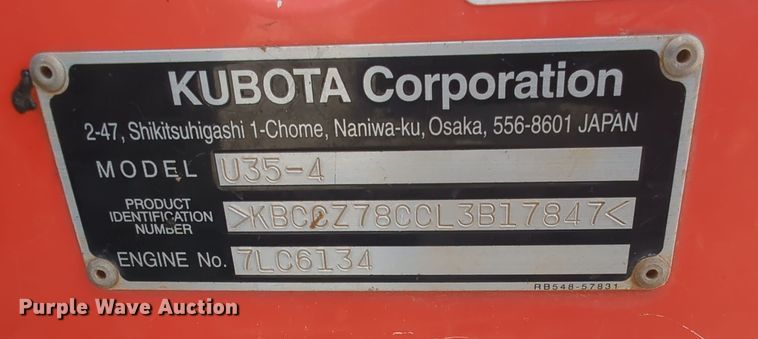 KUBOTA Corporation
2-47, Shikitsuhigashi 1-Chome, Naniwa-ku, Osaka, 556-8601 JAPAN
MODEL U35-4
PRODUCT
IDENTIFICATION
NUMBER >KBCCZ78CCL3B17847<
ENGINE No. 7LC6134
RB548-57831
Purple Wave Auction